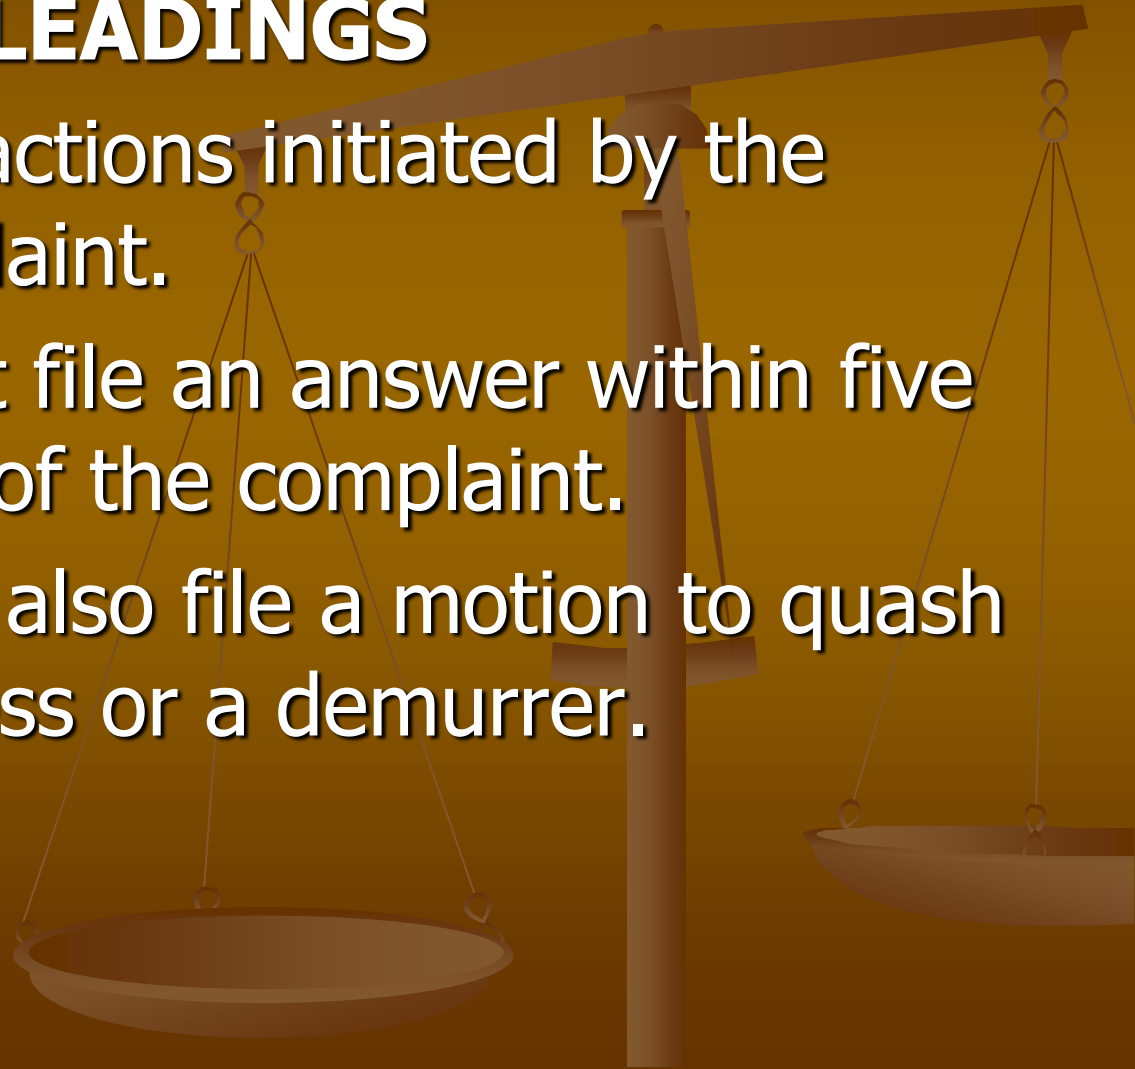 LEADINGS
actions initiated by the
laint.
t file an answer within five
of the complaint.
also file a motion to quash
ss or a demurrer.